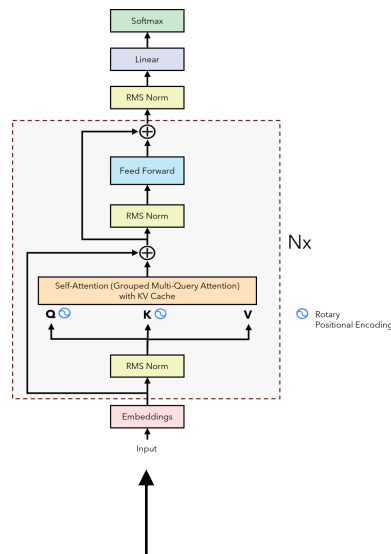 Softmax
Linear
RMS Norm
Feed Forward
RMS Norm
Nx
Self-Attention (Grouped Multi-Query Attention)
with KV Cache
Q K V
Rotary
Positional Encoding
RMS Norm
Embeddings
Input